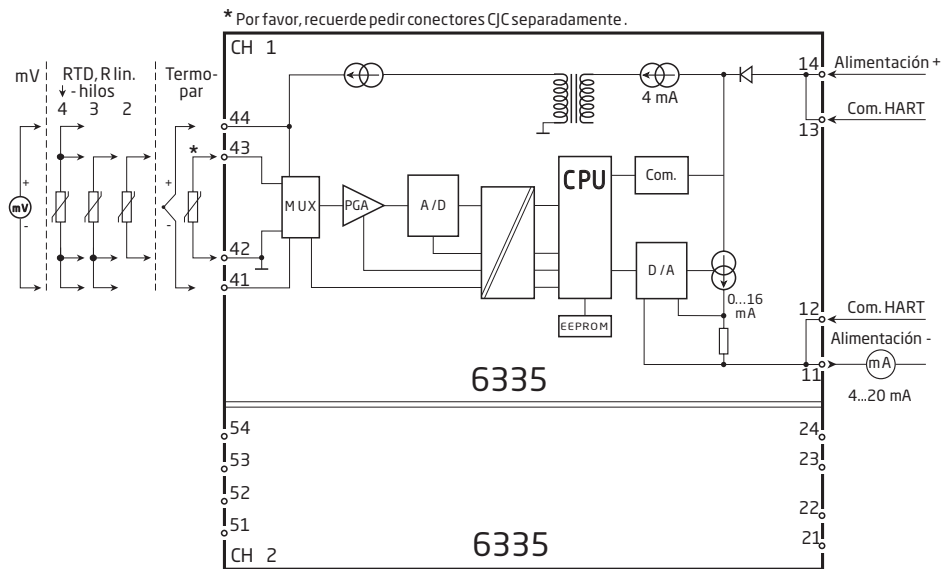 * Por favor, recuerde pedir conectores CJC separadamente.
CH 1
mV
RTD, R lin.
↓ - hilos
4 3 2
Termo-
par
*
44
43
42
41
+
mV
-
+
-
MUX
PGA
A/D
CPU
Com.
D/A
EEPROM
4 mA
0...16
mA
14
Alimentación +
13
Com. HART
12
Com. HART
Alimentación -
11
mA
4...20 mA
6335
54
53
52
51
24
23
22
21
CH 2
6335